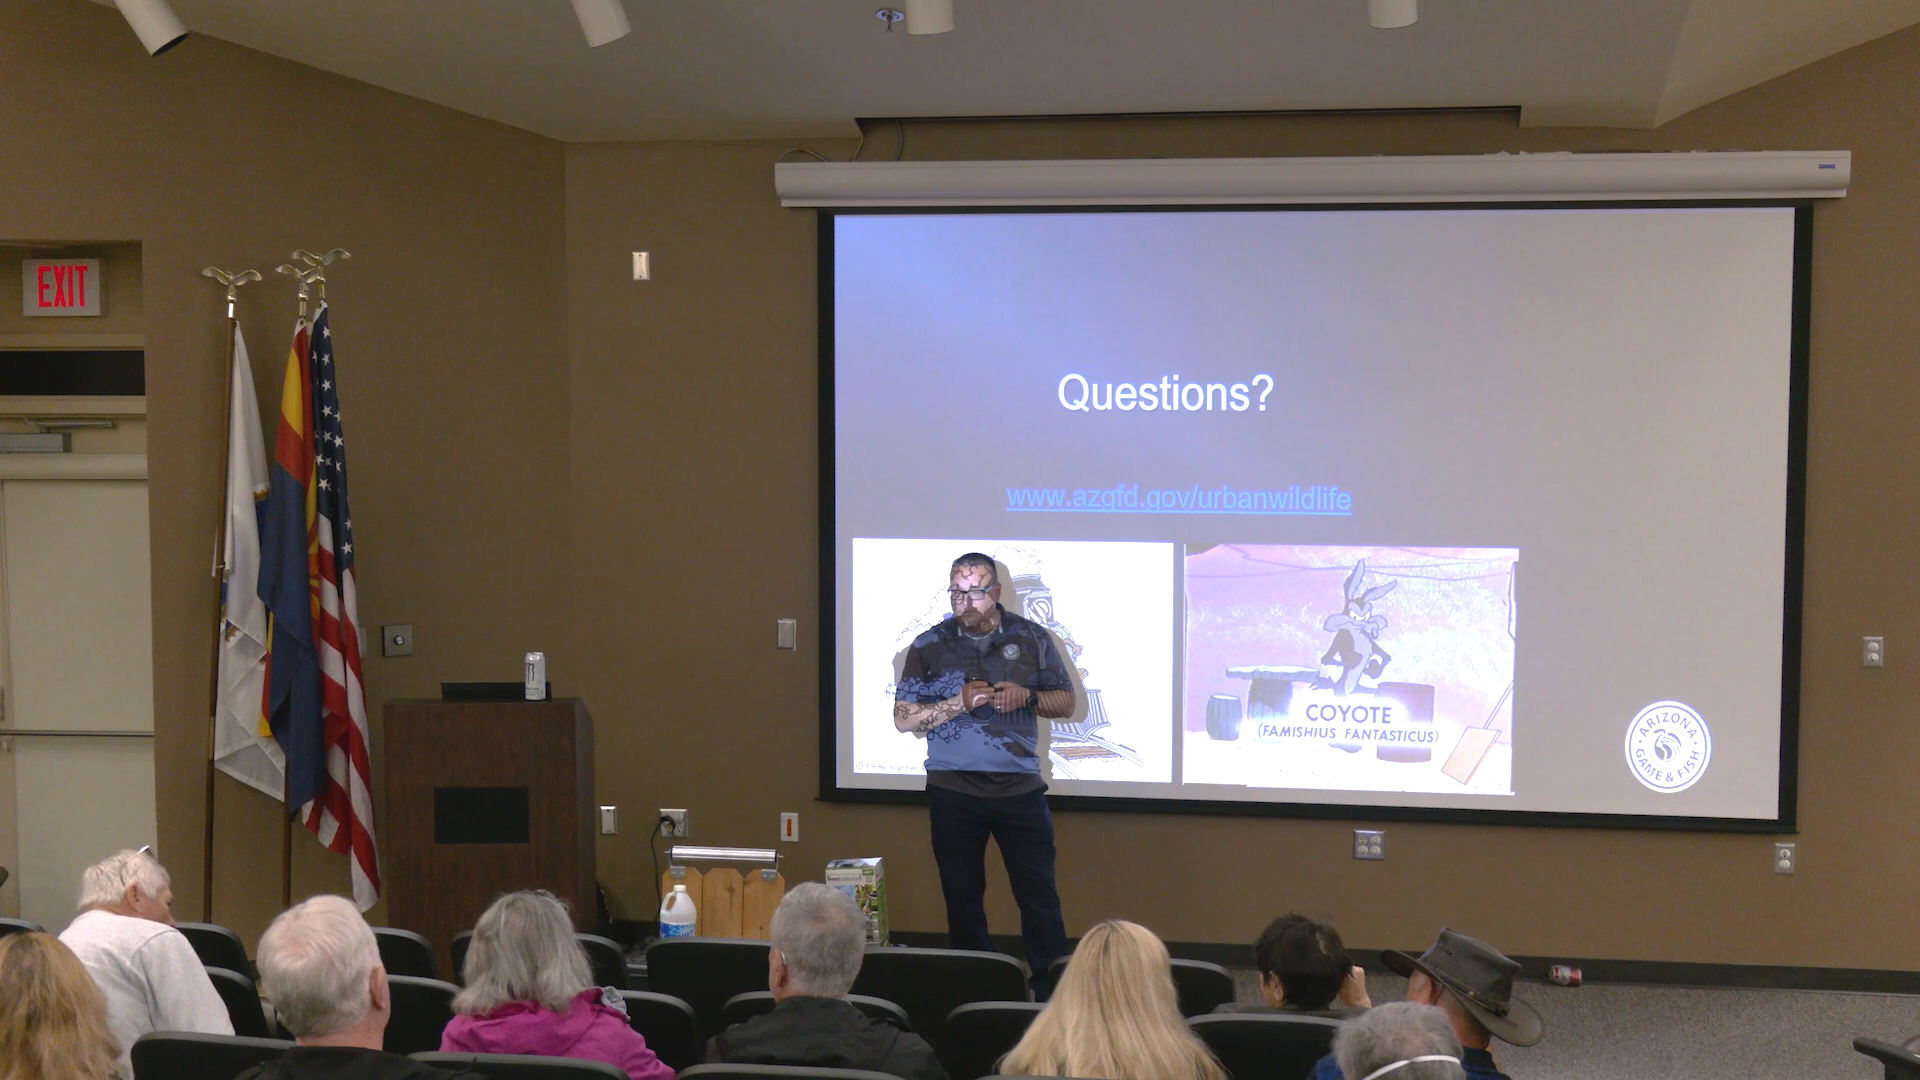 EXIT
Questions?
www.azgfd.gov/urbanwildlife
COYOTE
(FAMISHIUS FANTASTICUS)
ARIZONA
GAME & FISH